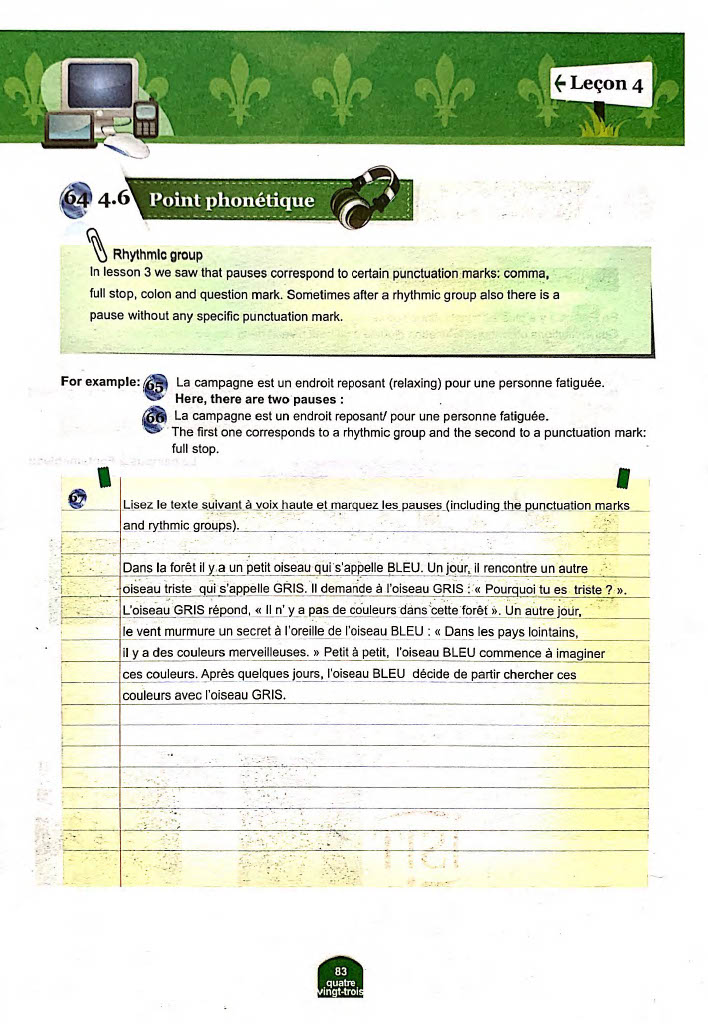 ← Leçon 4
64 4.6 Point phonétique
Rhythmic group
In lesson 3 we saw that pauses correspond to certain punctuation marks: comma,
full stop, colon and question mark. Sometimes after a rhythmic group also there is a
pause without any specific punctuation mark.
For example: 65 La campagne est un endroit reposant (relaxing) pour une personne fatiguée.
Here, there are two pauses :
66 La campagne est un endroit reposant/ pour une personne fatiguée.
The first one corresponds to a rhythmic group and the second to a punctuation mark:
full stop.
67
Lisez le texte suivant à voix haute et marquez les pauses (including the punctuation marks
and rythmic groups).
Dans la forêt il y a un petit oiseau qui s'appelle BLEU. Un jour, il rencontre un autre
oiseau triste qui s'appelle GRIS. Il demande à l'oiseau GRIS : « Pourquoi tu es triste ? ».
L'oiseau GRIS répond, « Il n' y a pas de couleurs dans cette forêt ». Un autre jour,
le vent murmure un secret à l'oreille de l'oiseau BLEU : « Dans les pays lointains,
il y a des couleurs merveilleuses. » Petit à petit, l'oiseau BLEU commence à imaginer
ces couleurs. Après quelques jours, l'oiseau BLEU décide de partir chercher ces
couleurs avec l'oiseau GRIS.
83
quatre
vingt-trois